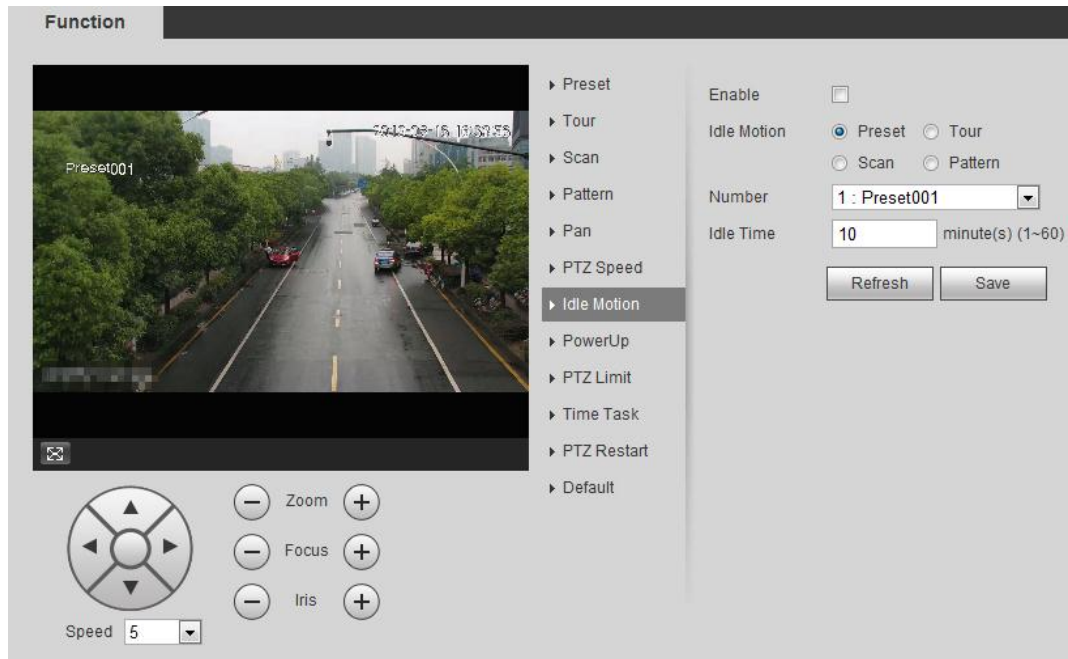 Function
Preset001
Preset
Tour
Scan
Pattern
Pan
PTZ Speed
Idle Motion
PowerUp
PTZ Limit
Time Task
PTZ Restart
Default
Enable
Idle Motion Preset Tour
Scan Pattern
Number 1 : Preset001
Idle Time 10 minute(s) (1~60)
Refresh Save
Zoom
Focus
Iris
Speed 5